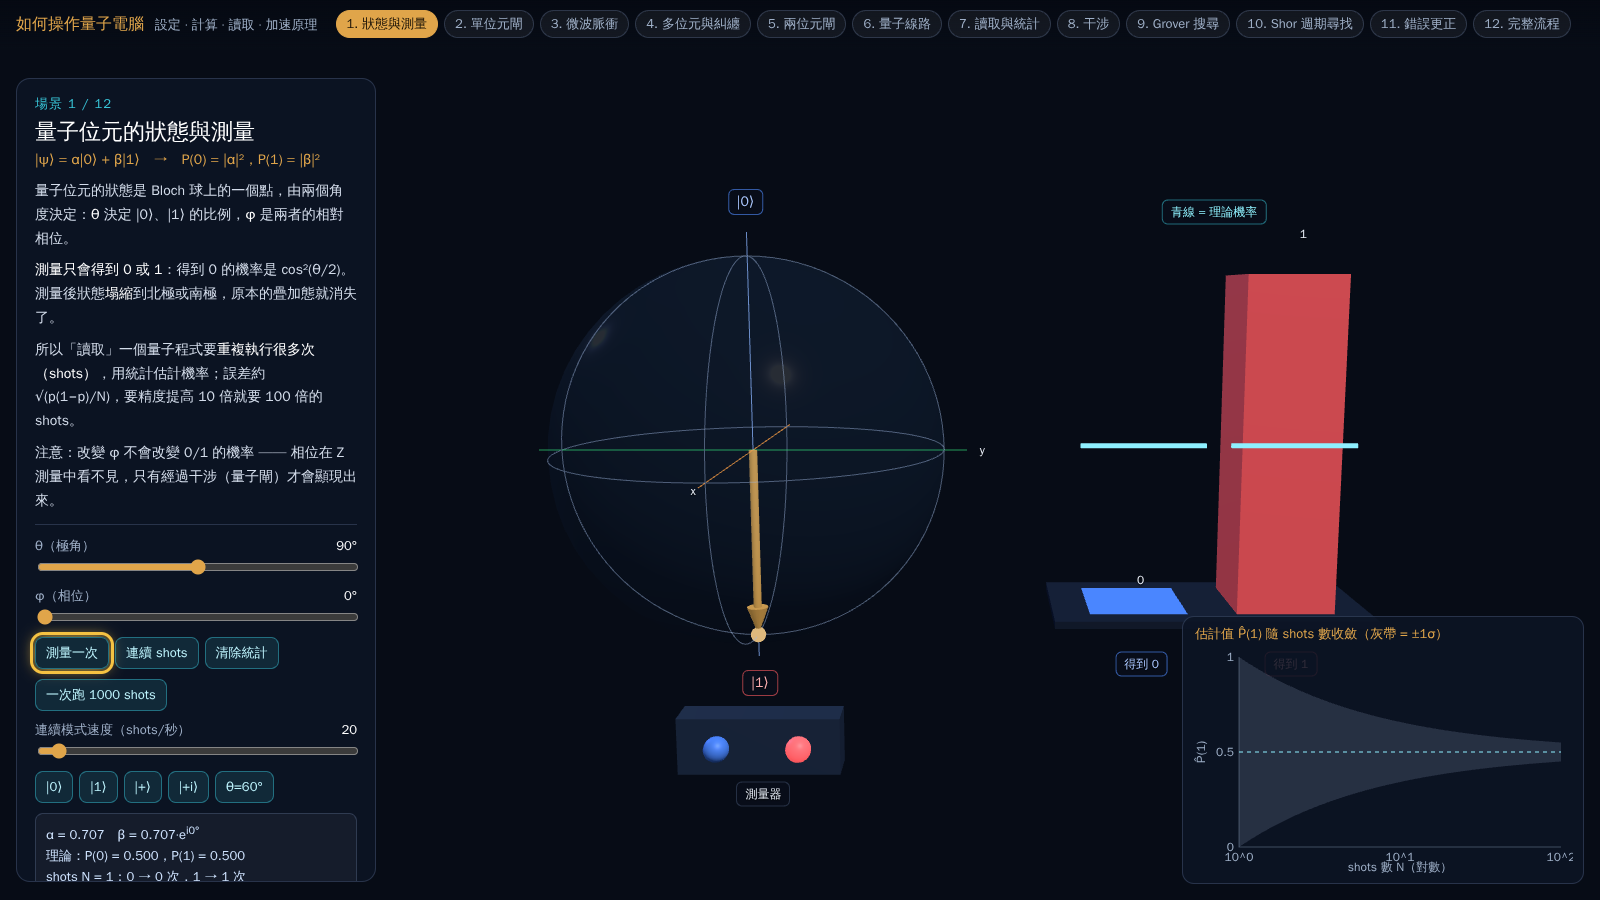 如何操作量子電腦 設定 · 計算 · 讀取 · 加速原理
1. 狀態與測量
2. 單位元閘
3. 微波脈衝
4. 多位元與糾纏
5. 兩位元閘
6. 量子線路
7. 讀取與統計
8. 干涉
9. Grover 搜尋
10. Shor 週期尋找
11. 錯誤更正
12. 完整流程
場景 1 / 12
量子位元的狀態與測量
|ψ⟩ = α|0⟩ + β|1⟩ → P(0) = |α|²，P(1) = |β|²
量子位元的狀態是 Bloch 球上的一個點，由兩個角
度決定：θ 決定 |0⟩、|1⟩ 的比例，φ 是兩者的相對
相位。
測量只會得到 0 或 1：得到 0 的機率是 cos²(θ/2)。
測量後狀態塌縮到北極或南極，原本的疊加態就消失
了。
所以「讀取」一個量子程式要重複執行很多次
（shots），用統計估計機率；誤差約
√(p(1−p)/N)，要精度提高 10 倍就要 100 倍的
shots。
注意：改變 φ 不會改變 0/1 的機率 —— 相位在 Z
測量中看不見，只有經過干涉（量子閘）才會顯現出
來。
θ（極角） 90°
φ（相位） 0°
測量一次 連續 shots 清除統計
一次跑 1000 shots
連續模式速度（shots/秒） 20
|0⟩ |1⟩ |+⟩ |+i⟩ θ=60°
α = 0.707 β = 0.707·e^{i0°}
理論：P(0) = 0.500，P(1) = 0.500
shots N = 1：0 → 0 次，1 → 1 次
|0⟩
y
x
|1⟩
測量器
青線 = 理論機率
1
0
得到 0
得到 1
估計值 P̂(1) 隨 shots 數收斂（灰帶 = ±1σ）
1
0.5
0
P̂(1)
10^0 10^1 10^2
shots 數 N（對數）